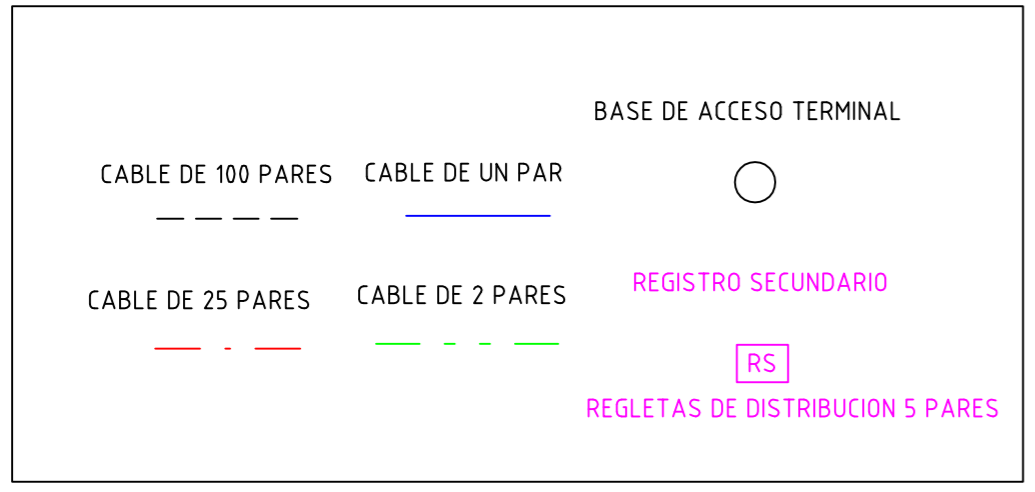 BASE DE ACCESO TERMINAL
CABLE DE 100 PARES
CABLE DE UN PAR
REGISTRO SECUNDARIO
CABLE DE 25 PARES
CABLE DE 2 PARES
RS
REGLETAS DE DISTRIBUCION 5 PARES